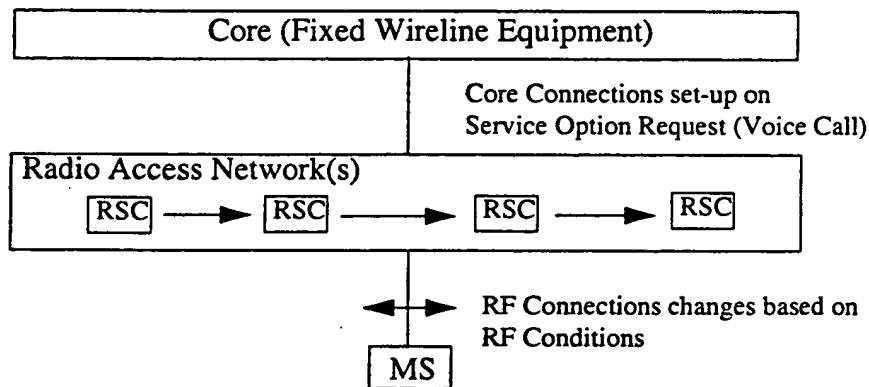 Core (Fixed Wireline Equipment)
Core Connections set-up on
Service Option Request (Voice Call)
Radio Access Network(s)
RSC RSC RSC RSC
RF Connections changes based on
RF Conditions
MS